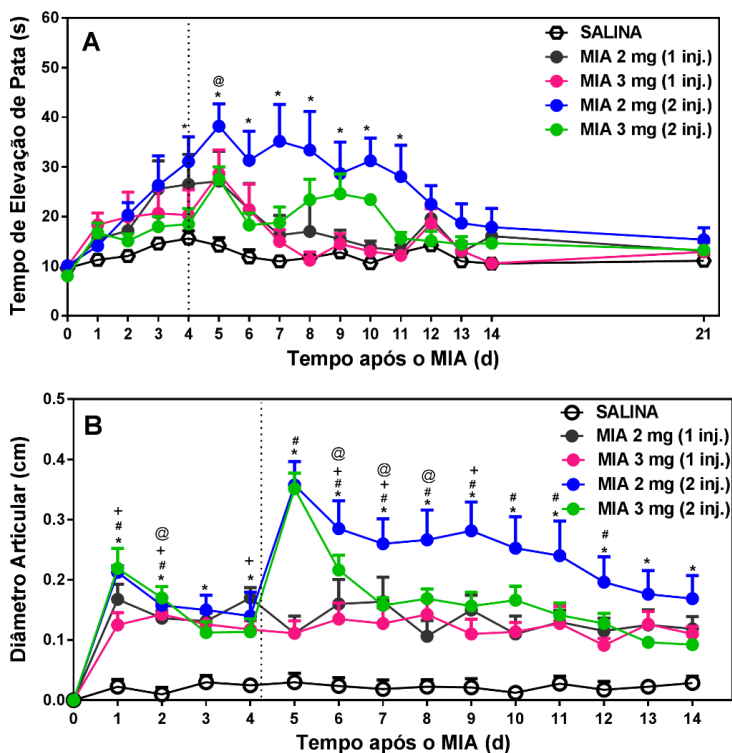 A
Tempo de Elevação de Pata (s)
60
50
40
30
20
10
0
SALINA
MIA 2 mg (1 inj.)
MIA 3 mg (1 inj.)
MIA 2 mg (2 inj.)
MIA 3 mg (2 inj.)
* @ * * * * * * *
0 1 2 3 4 5 6 7 8 9 10 11 12 13 14 21
Tempo após o MIA (d)
B
Diâmetro Articular (cm)
0.5
0.4
0.3
0.2
0.1
0.0
SALINA
MIA 2 mg (1 inj.)
MIA 3 mg (1 inj.)
MIA 2 mg (2 inj.)
MIA 3 mg (2 inj.)
+ # *
@ + # *
*
+ *
# *
@ + # *
@ + # *
@ # *
+ # *
# *
# *
# *
*
*
0 1 2 3 4 5 6 7 8 9 10 11 12 13 14
Tempo após o MIA (d)